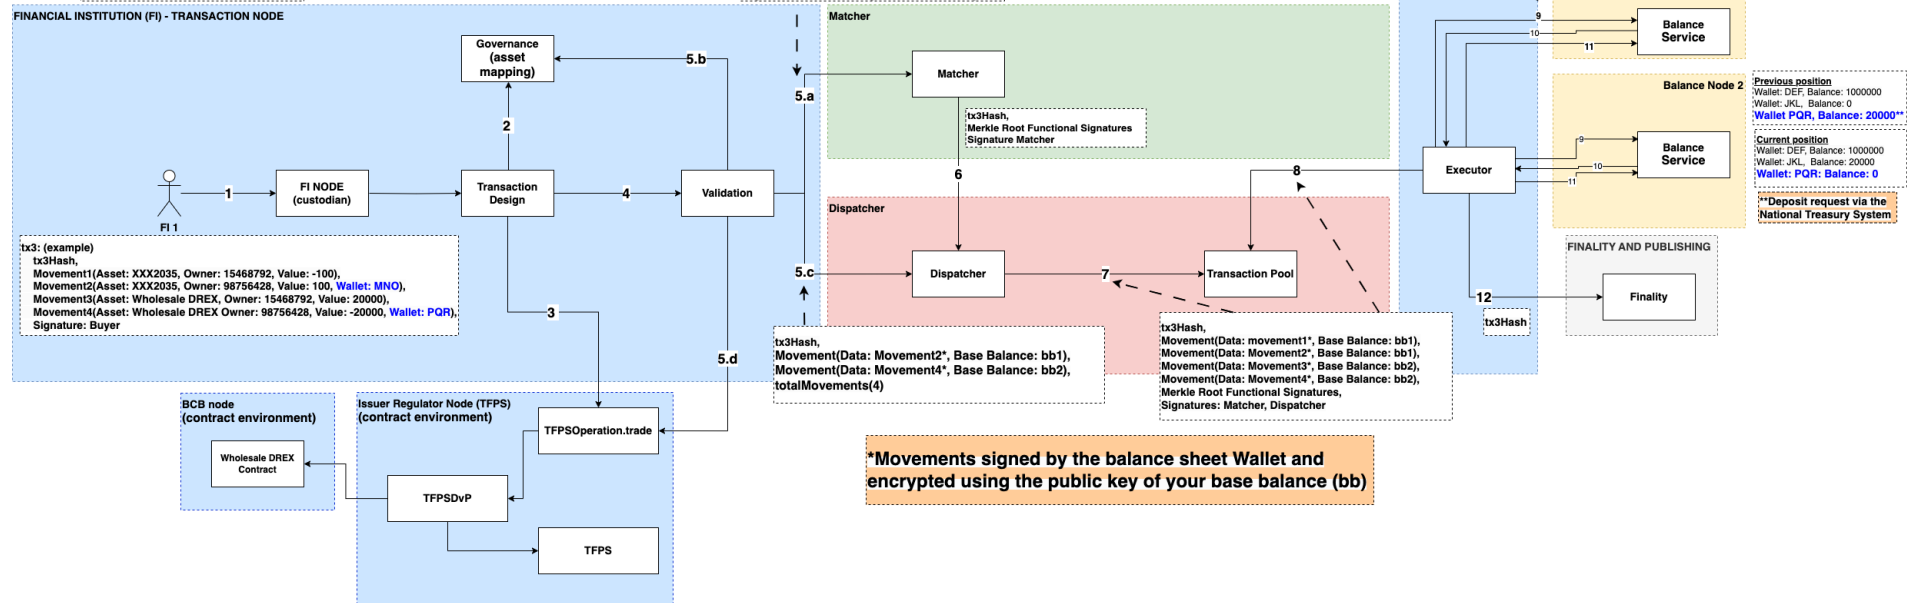 FINANCIAL INSTITUTION (FI) - TRANSACTION NODE
Governance
(asset
mapping)
5.b
5.a
2
1
FI 1
FI NODE
(custodian)
Transaction
Design
4
Validation
tx3: (example)
tx3Hash,
Movement1(Asset: XXX2035, Owner: 15468792, Value: -100),
Movement2(Asset: XXX2035, Owner: 98756428, Value: 100, Wallet: MNO),
Movement3(Asset: Wholesale DREX, Owner: 15468792, Value: 20000),
Movement4(Asset: Wholesale DREX Owner: 98756428, Value: -20000, Wallet: PQR),
Signature: Buyer
3
5.c
5.d
Matcher
Matcher
tx3Hash,
Merkle Root Functional Signatures
Signature Matcher
6
8
Dispatcher
Dispatcher
7
Transaction Pool
tx3Hash,
Movement(Data: Movement2*, Base Balance: bb1),
Movement(Data: Movement4*, Base Balance: bb2),
totalMovements(4)
tx3Hash,
Movement(Data: movement1*, Base Balance: bb1),
Movement(Data: Movement2*, Base Balance: bb1),
Movement(Data: Movement3*, Base Balance: bb2),
Movement(Data: Movement4*, Base Balance: bb2),
Merkle Root Functional Signatures,
Signatures: Matcher, Dispatcher
9
10
11
Balance
Service
Executor
Balance Node 2
9
10
11
Balance
Service
Previous position
Wallet: DEF, Balance: 1000000
Wallet: JKL, Balance: 0
Wallet PQR, Balance: 20000**
Current position
Wallet: DEF, Balance: 1000000
Wallet: JKL, Balance: 20000
Wallet: PQR: Balance: 0
**Deposit request via the
National Treasury System
FINALITY AND PUBLISHING
12
Finality
tx3Hash
BCB node
(contract environment)
Wholesale DREX
Contract
Issuer Regulator Node (TFPS)
(contract environment)
TFPSOperation.trade
TFPSDvP
TFPS
*Movements signed by the balance sheet Wallet and
encrypted using the public key of your base balance (bb)